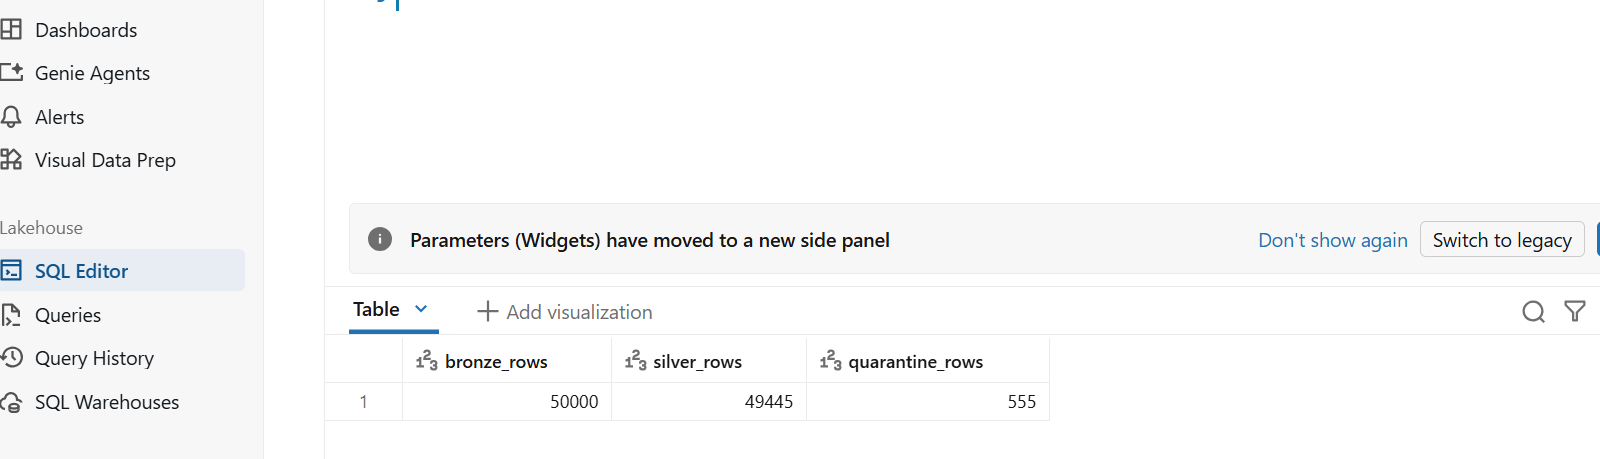 Dashboards
Genie Agents
Alerts
Visual Data Prep
Lakehouse
SQL Editor
Queries
Query History
SQL Warehouses
Parameters (Widgets) have moved to a new side panel
Don't show again
Switch to legacy
Table
Add visualization
bronze_rows silver_rows quarantine_rows
1 50000 49445 555